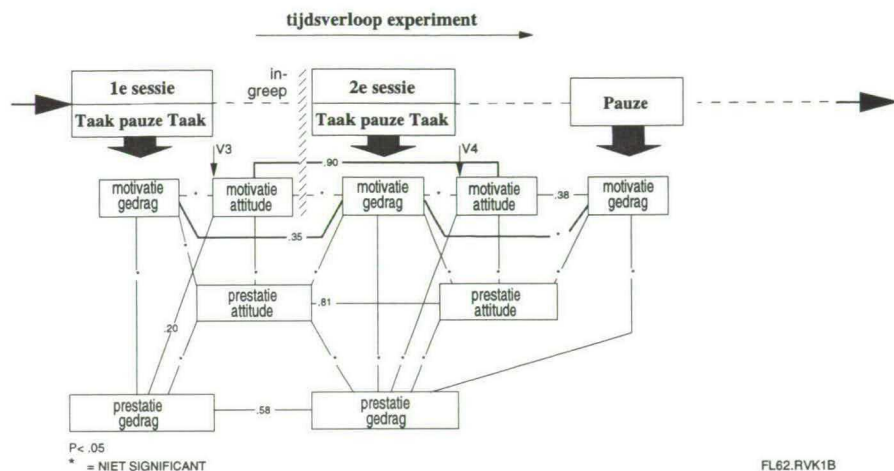 tijdsverloop experiment
1e sessie
Taak pauze Taak
in-
greep
2e sessie
Taak pauze Taak
Pauze
V3
V4
.90
motivatie
gedrag
*
motivatie
attitude
*
motivatie
gedrag
*
motivatie
attitude
.38
motivatie
gedrag
.35
*
*
*
*
*
*
*
*
*
prestatie
attitude
.81
prestatie
attitude
.20
*
*
*
*
*
*
prestatie
gedrag
.58
prestatie
gedrag
P< .05
* = NIET SIGNIFICANT
FL62.RVK1B